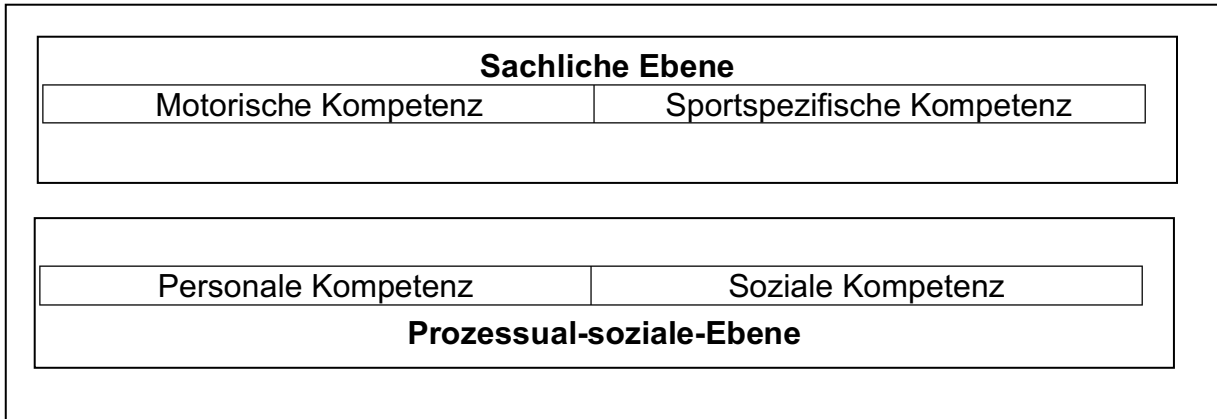 Sachliche Ebene
Motorische Kompetenz Sportspezifische Kompetenz
Personale Kompetenz Soziale Kompetenz
Prozessual-soziale-Ebene